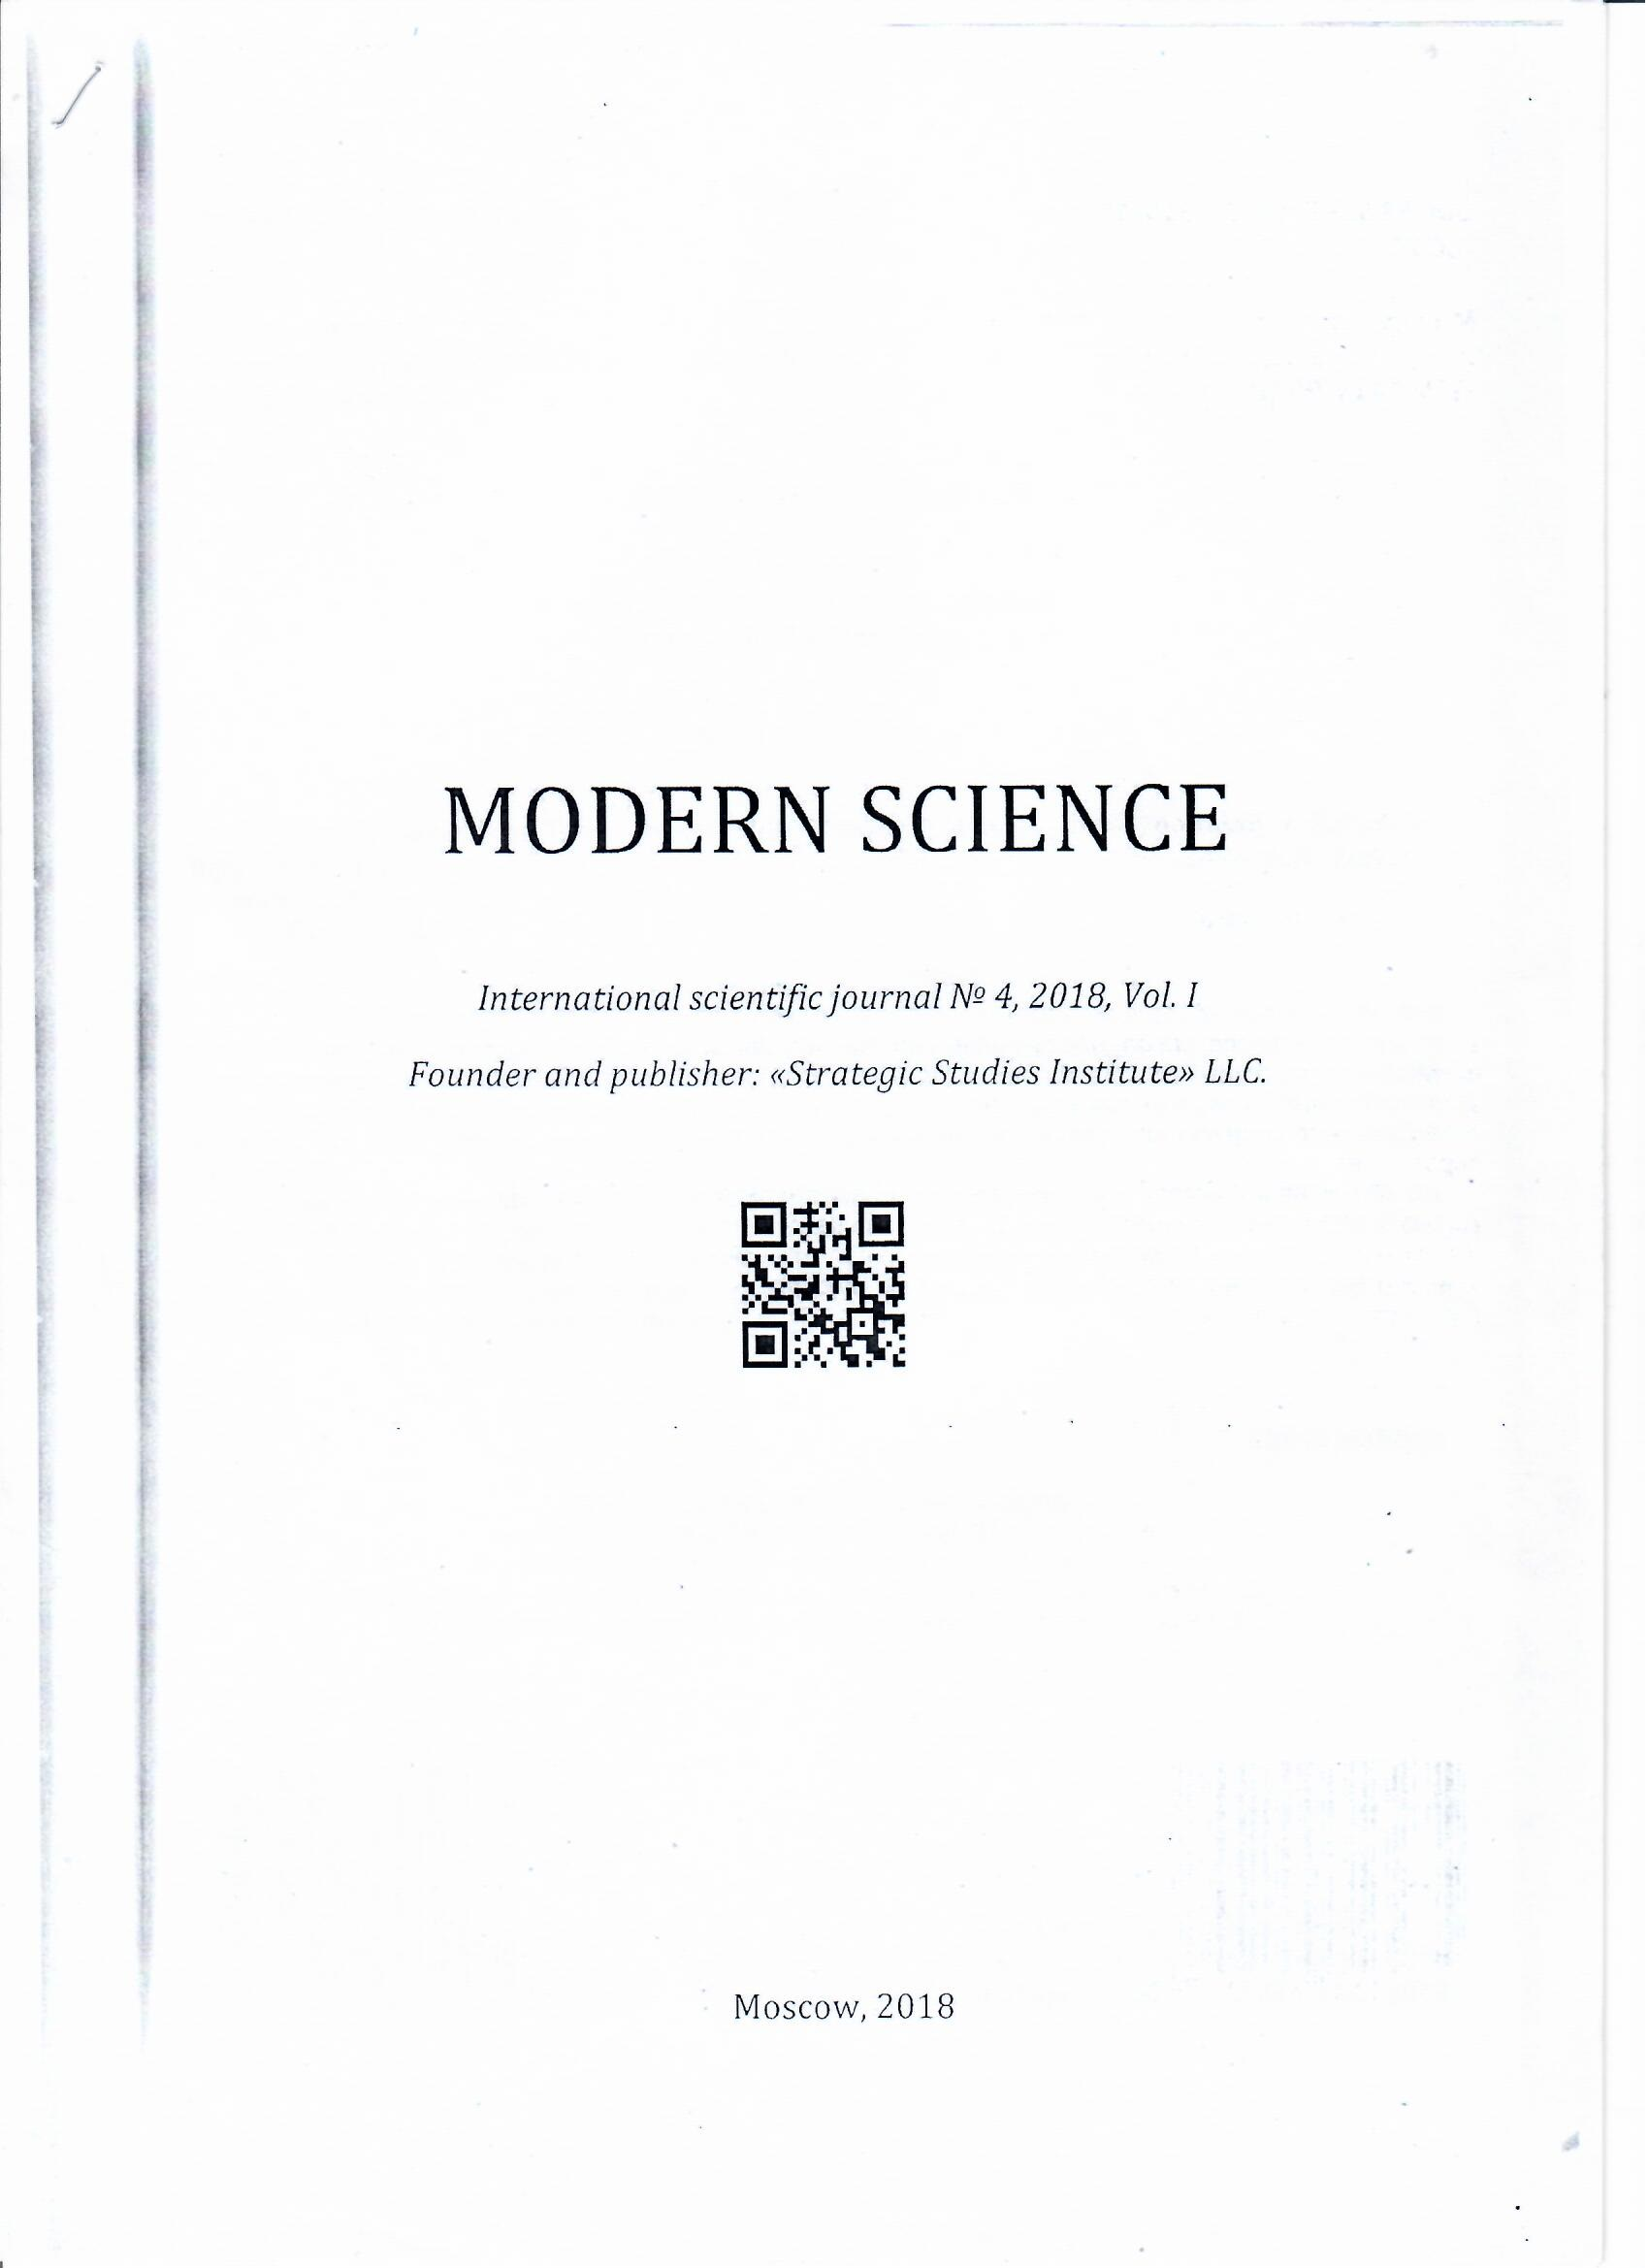 MODERN SCIENCE
International scientific journal № 4, 2018, Vol. I
Founder and publisher: «Strategic Studies Institute» LLC.
Moscow, 2018